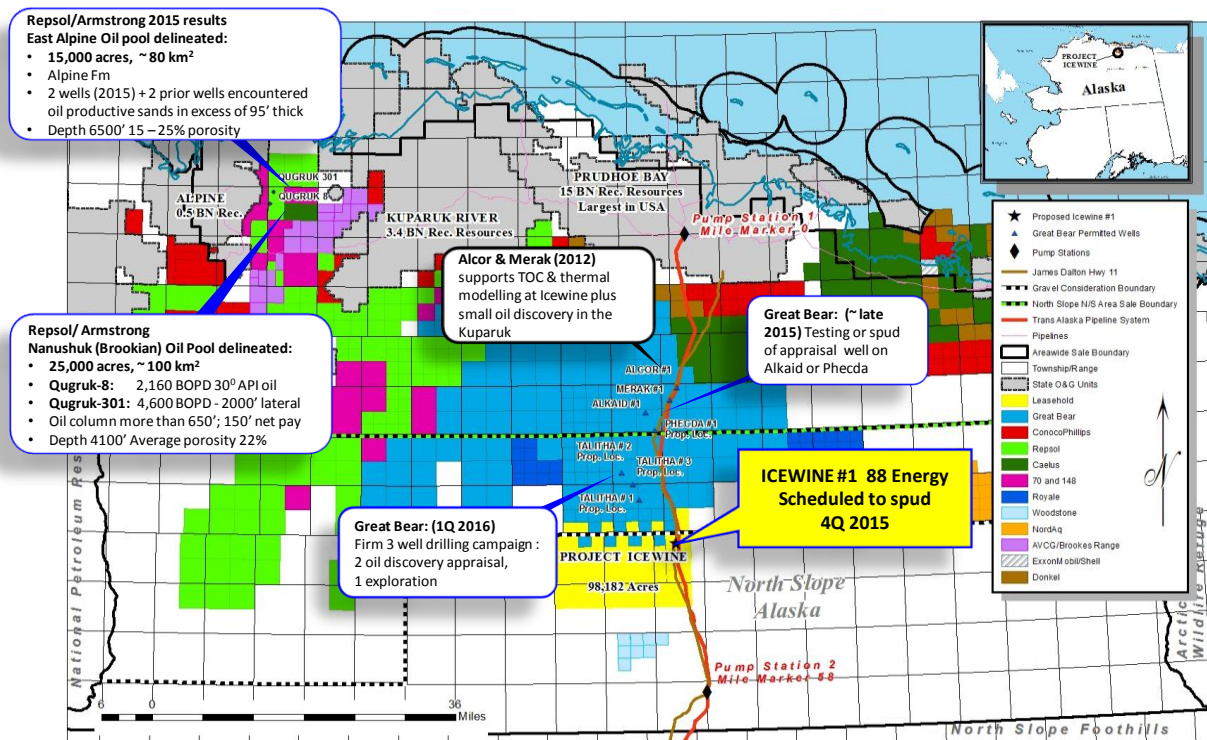 Repsol/Armstrong 2015 results
East Alpine Oil pool delineated:
• 15,000 acres, ~ 80 km²
• Alpine Fm
• 2 wells (2015) + 2 prior wells encountered
oil productive sands in excess of 95' thick
• Depth 6500' 15 – 25% porosity
PROJECT
ICEWINE
Alaska
QUGRUK 301
QUGRUK 8
ALPINE
0.5 BN Rec.
PRUDHOE BAY
15 BN Rec. Resources
Largest in USA
KUPARUK RIVER
3.4 BN Rec. Resources
Pump Station 1
Mile Marker 0
Alcor & Merak (2012)
supports TOC & thermal
modelling at Icewine plus
small oil discovery in the
Kuparuk
Great Bear: (~ late
2015) Testing or spud
of appraisal well on
Alkaid or Phecda
Repsol/ Armstrong
Nanushuk (Brookian) Oil Pool delineated:
• 25,000 acres, ~ 100 km²
• Qugruk-8: 2,160 BOPD 30⁰ API oil
• Qugruk-301: 4,600 BOPD - 2000' lateral
• Oil column more than 650'; 150' net pay
• Depth 4100' Average porosity 22%
ALCOR #1
MERAK #1
ALKAID #1
PHECDA #1
Prop. Loc.
TALITHA # 2
Prop. Loc.
TALITHA # 3
Prop. Loc.
TALITHA # 1
Prop. Loc.
ICEWINE #1 88 Energy
Scheduled to spud
4Q 2015
Great Bear: (1Q 2016)
Firm 3 well drilling campaign :
2 oil discovery appraisal,
1 exploration
PROJECT ICEWINE
98,182 Acres
North Slope
Alaska
Pump Station 2
Mile Marker 58
National Petroleum Res
Arctic
Wildlife Refuge
North Slope Foothills
6 0 36
Miles
Proposed Icewine #1
Great Bear Permitted Wells
Pump Stations
James Dalton Hwy 11
Gravel Consideration Boundary
North Slope N/S Area Sale Boundary
Trans Alaska Pipeline System
Pipelines
Areawide Sale Boundary
Township/Range
State O&G Units
Leasehold
Great Bear
ConocoPhillips
Repsol
Caelus
70 and 148
Royale
Woodstone
NordAq
AVCG/Brookes Range
ExxonMobil/Shell
Donkel
N